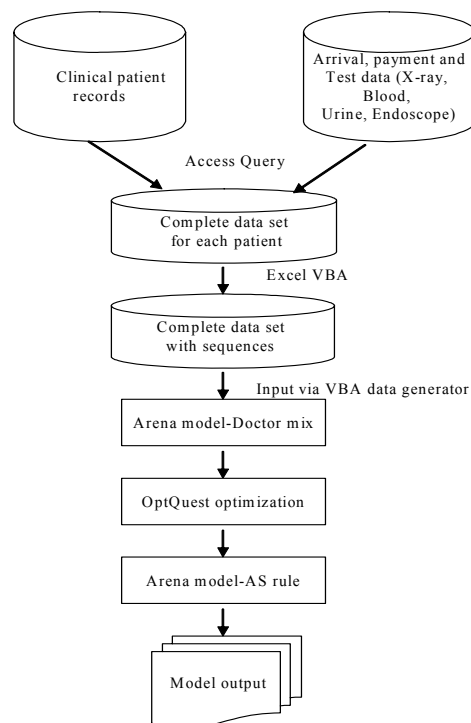 Clinical patient
records
Arrival, payment and
Test data (X-ray,
Blood,
Urine, Endoscope)
Access Query
Complete data set
for each patient
Excel VBA
Complete data set
with sequences
Input via VBA data generator
Arena model-Doctor mix
OptQuest optimization
Arena model-AS rule
Model output